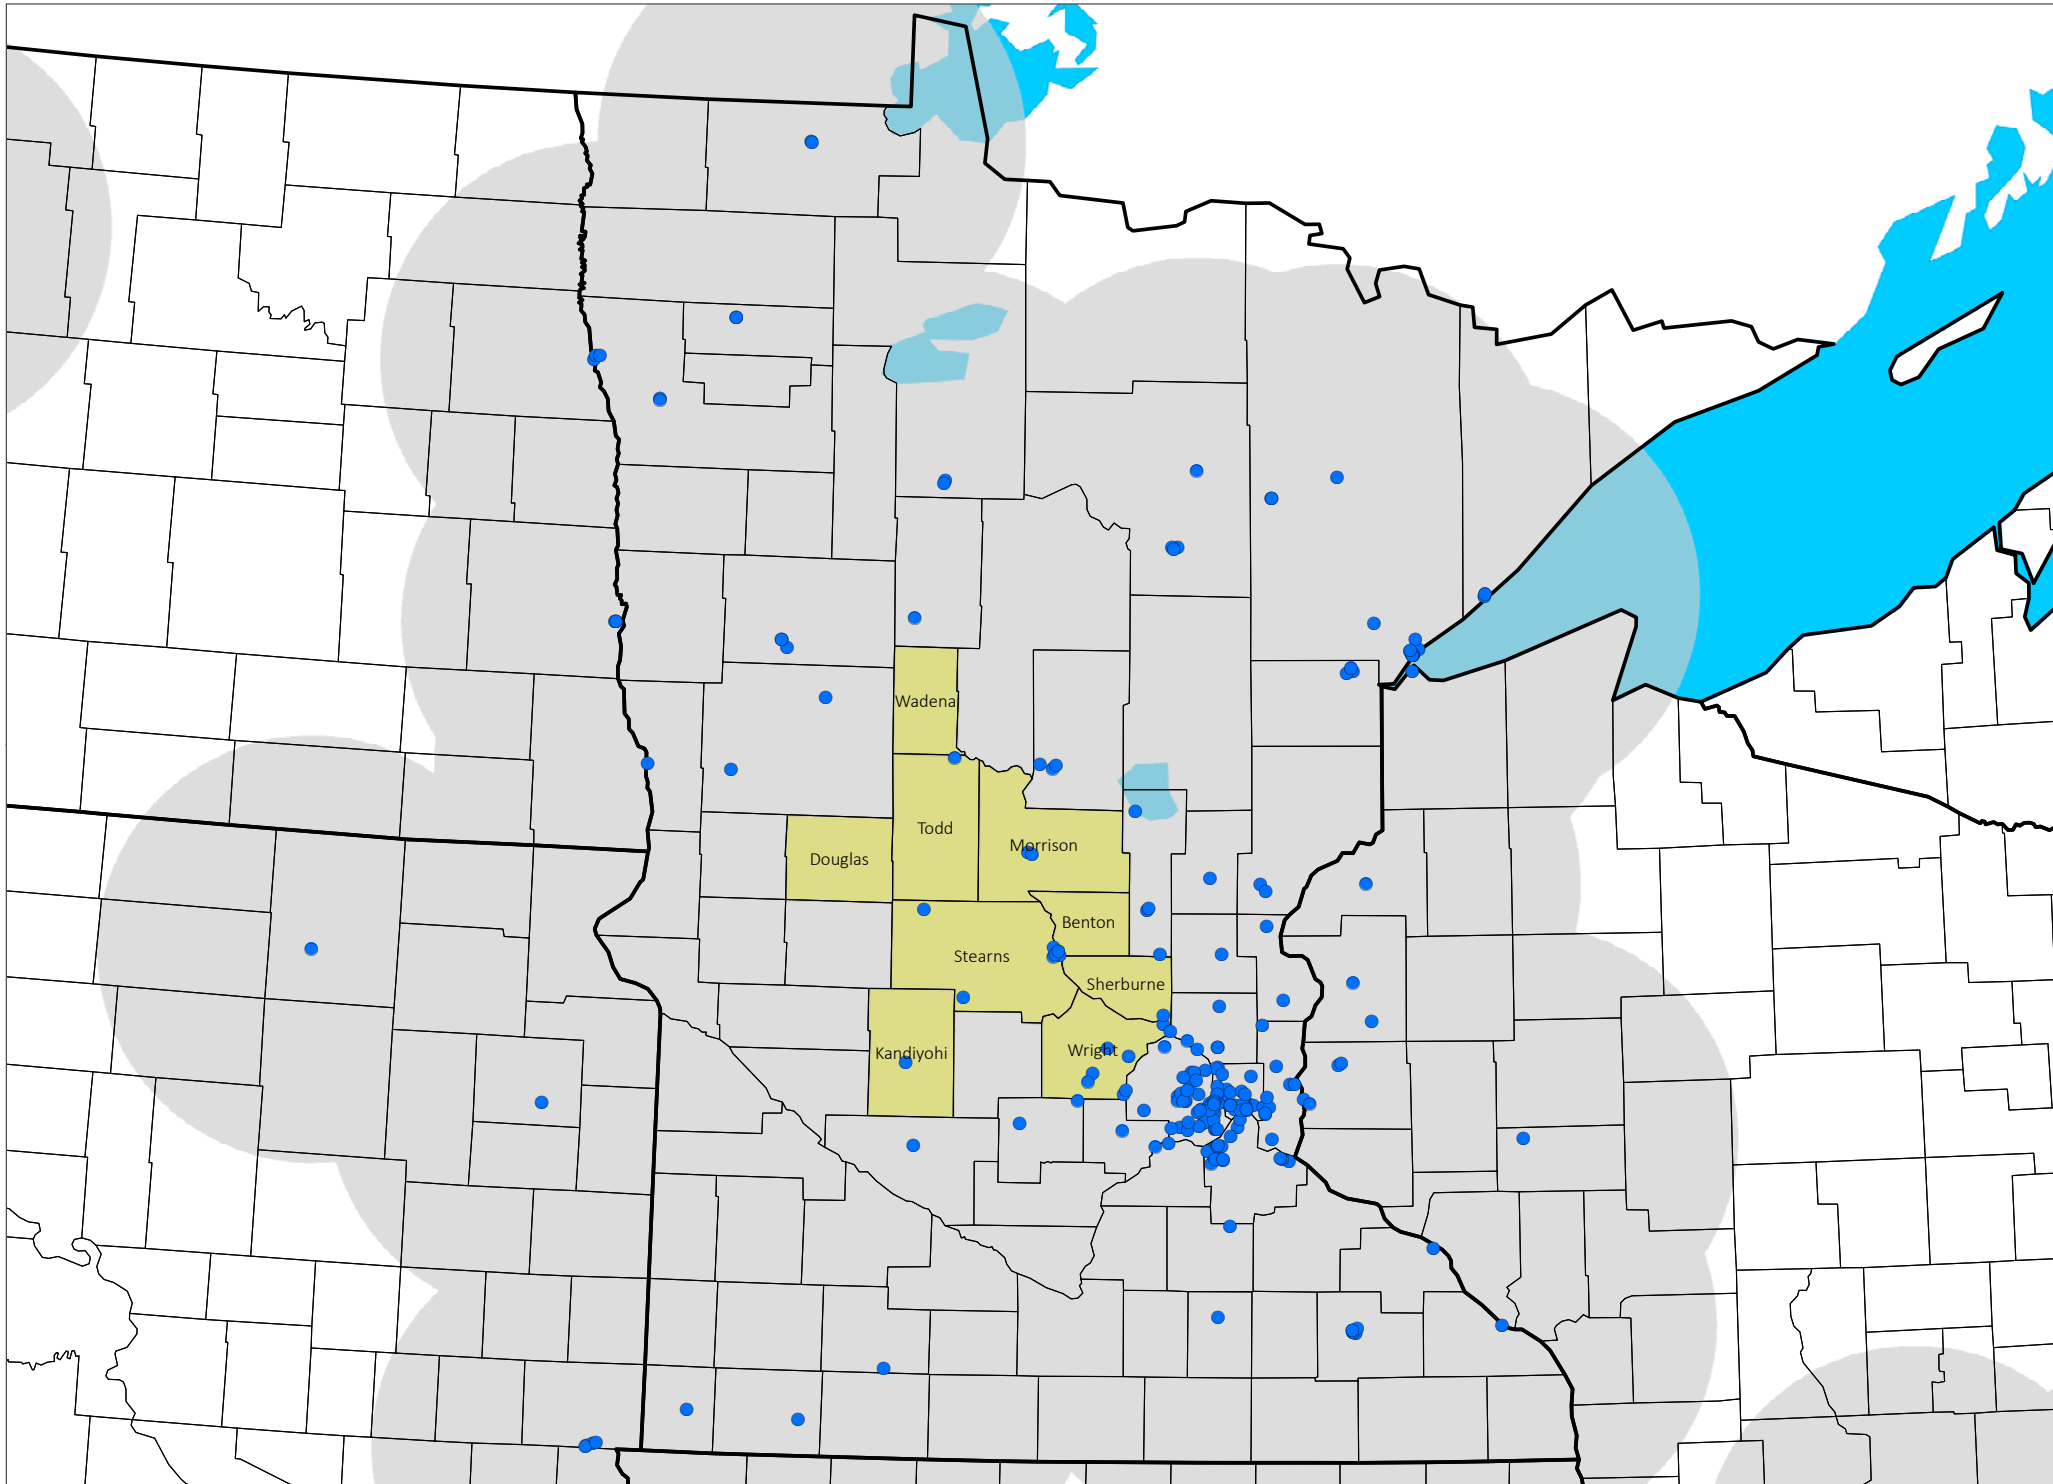 Wadena
Todd
Morrison
Douglas
Benton
Stearns
Sherburne
Wright
Kandiyohi